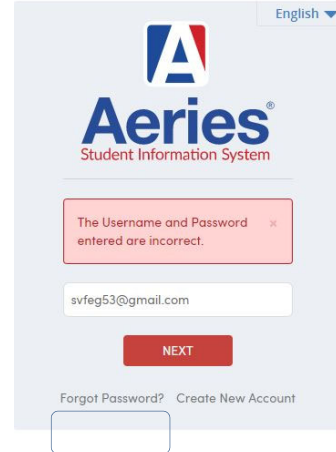 English
Aeries®
Student Information System
The Username and Password ×
entered are incorrect.
svfeg53@gmail.com
NEXT
Forgot Password? Create New Account